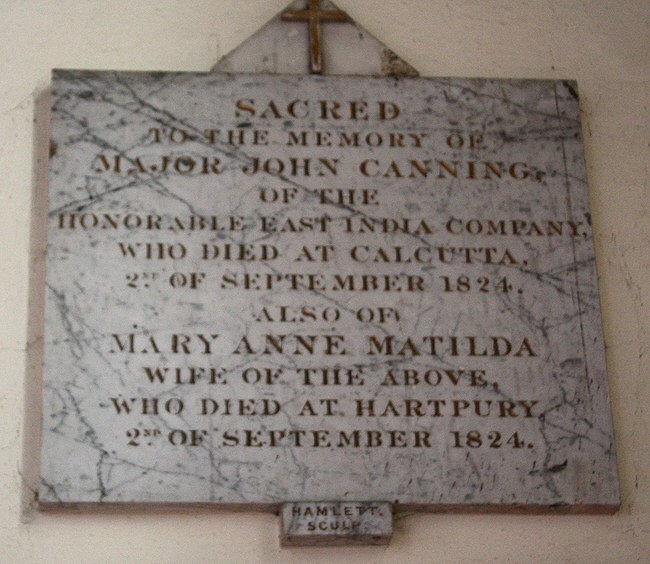 SACRED
TO THE MEMORY OF
MAJOR JOHN CANNING,
OF THE
HONORABLE EAST INDIA COMPANY,
WHO DIED AT CALCUTTA,
2ND OF SEPTEMBER 1824.
ALSO OF
MARY ANNE MATILDA
WIFE OF THE ABOVE,
WHO DIED AT HARTPURY,
2ND OF SEPTEMBER 1824.
HAMLETT.
SCULP.